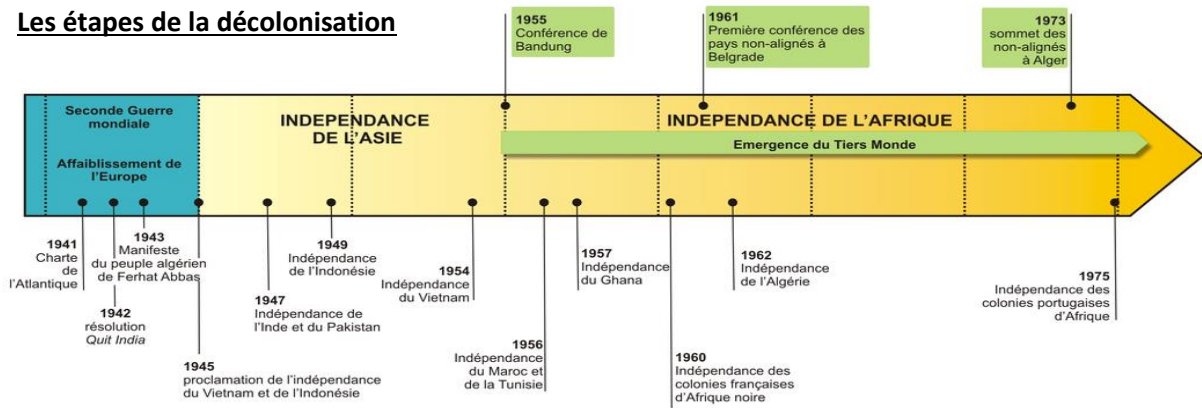 Les étapes de la décolonisation
1955
Conférence de
Bandung
1961
Première conférence des
pays non-alignés à
Belgrade
1973
sommet des
non-alignés
à Alger
Seconde Guerre
mondiale
Affaiblissement de
l'Europe
INDEPENDANCE
DE L'ASIE
INDEPENDANCE DE L'AFRIQUE
Emergence du Tiers Monde
1941
Charte
de
l'Atlantique
1942
résolution
Quit India
1943
Manifeste
du peuple algérien
de Ferhat Abbas
1945
proclamation de l'indépendance
du Vietnam et de l'Indonésie
1947
Indépendance de
l'Inde et du Pakistan
1949
Indépendance
de l'Indonésie
1954
Indépendance
du Vietnam
1956
Indépendance
du Maroc et
de la Tunisie
1957
Indépendance
du Ghana
1960
Indépendance des
colonies françaises
d'Afrique noire
1962
Indépendance
de l'Algérie
1975
Indépendance des
colonies portugaises
d'Afrique